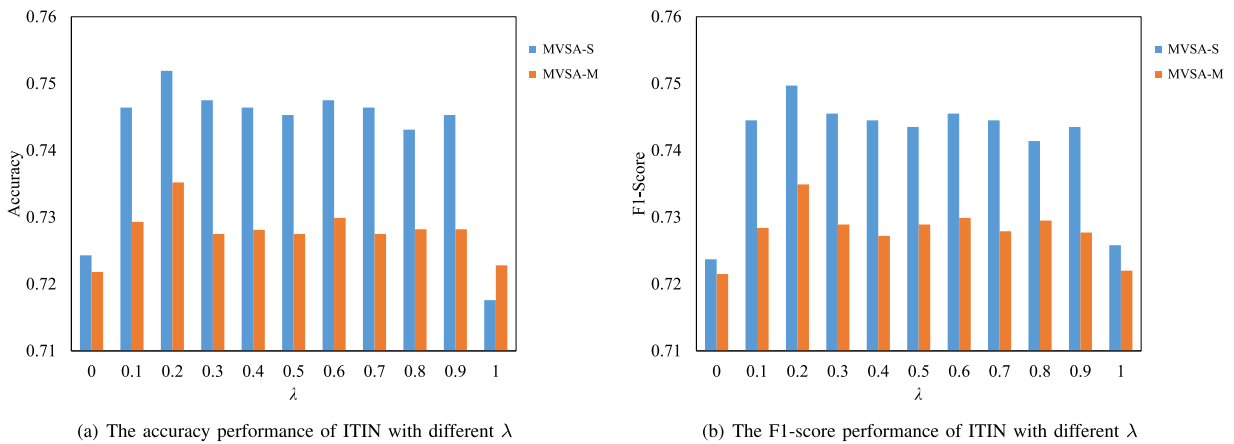 0.76
0.75
0.74
0.73
0.72
0.71
Accuracy
0 0.1 0.2 0.3 0.4 0.5 0.6 0.7 0.8 0.9 1
λ
MVSA-S
MVSA-M
(a) The accuracy performance of ITIN with different λ
0.76
0.75
0.74
0.73
0.72
0.71
F1-Score
0 0.1 0.2 0.3 0.4 0.5 0.6 0.7 0.8 0.9 1
λ
MVSA-S
MVSA-M
(b) The F1-score performance of ITIN with different λ